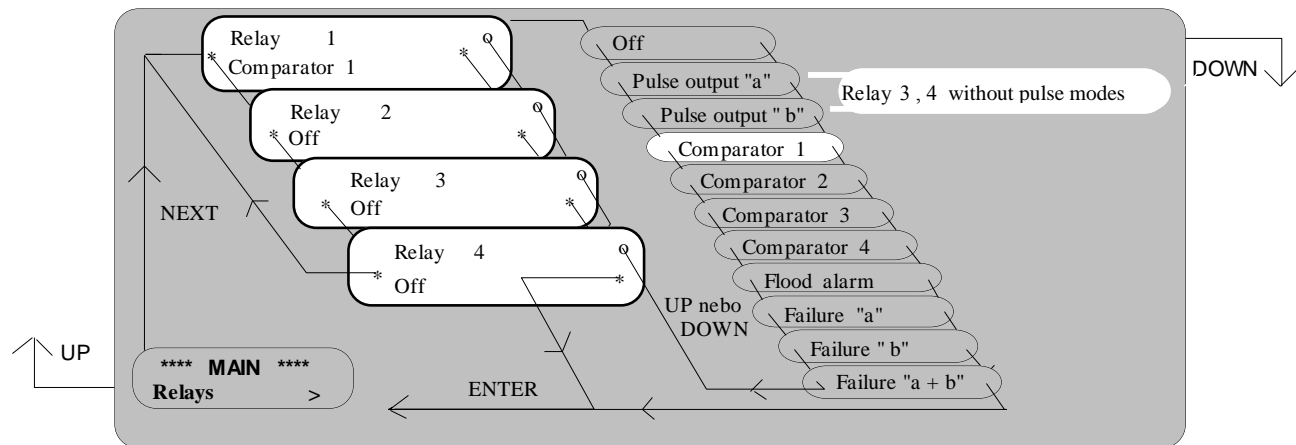 Relay 1
Comparator 1
Relay 2
Off
Relay 3
Off
Relay 4
Off
Off
Pulse output "a"
Pulse output " b"
Comparator 1
Comparator 2
Comparator 3
Comparator 4
Flood alarm
Failure "a"
Failure " b"
Failure "a + b"
Relay 3 , 4 without pulse modes
DOWN
NEXT
UP nebo
DOWN
UP
**** MAIN ****
Relays >
ENTER